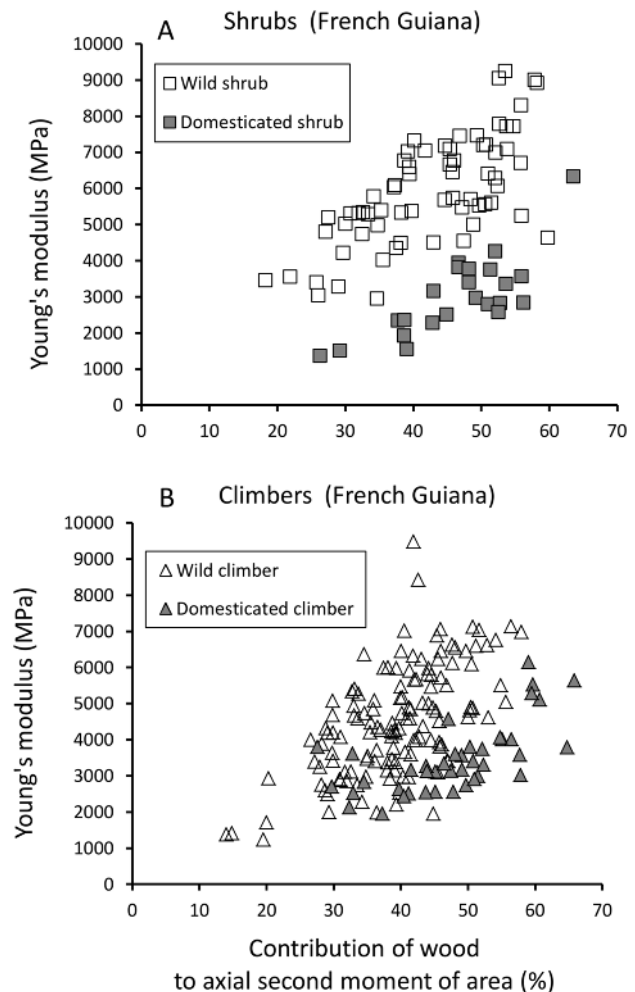 A Shrubs (French Guiana)
10000
9000
8000
7000
6000
5000
4000
3000
2000
1000
0
Wild shrub
Domesticated shrub
Young's modulus (MPa)
0 10 20 30 40 50 60 70
B Climbers (French Guiana)
10000
9000
8000
7000
6000
5000
4000
3000
2000
1000
0
Wild climber
Domesticated climber
Young's modulus (MPa)
0 10 20 30 40 50 60 70
Contribution of wood
to axial second moment of area (%)